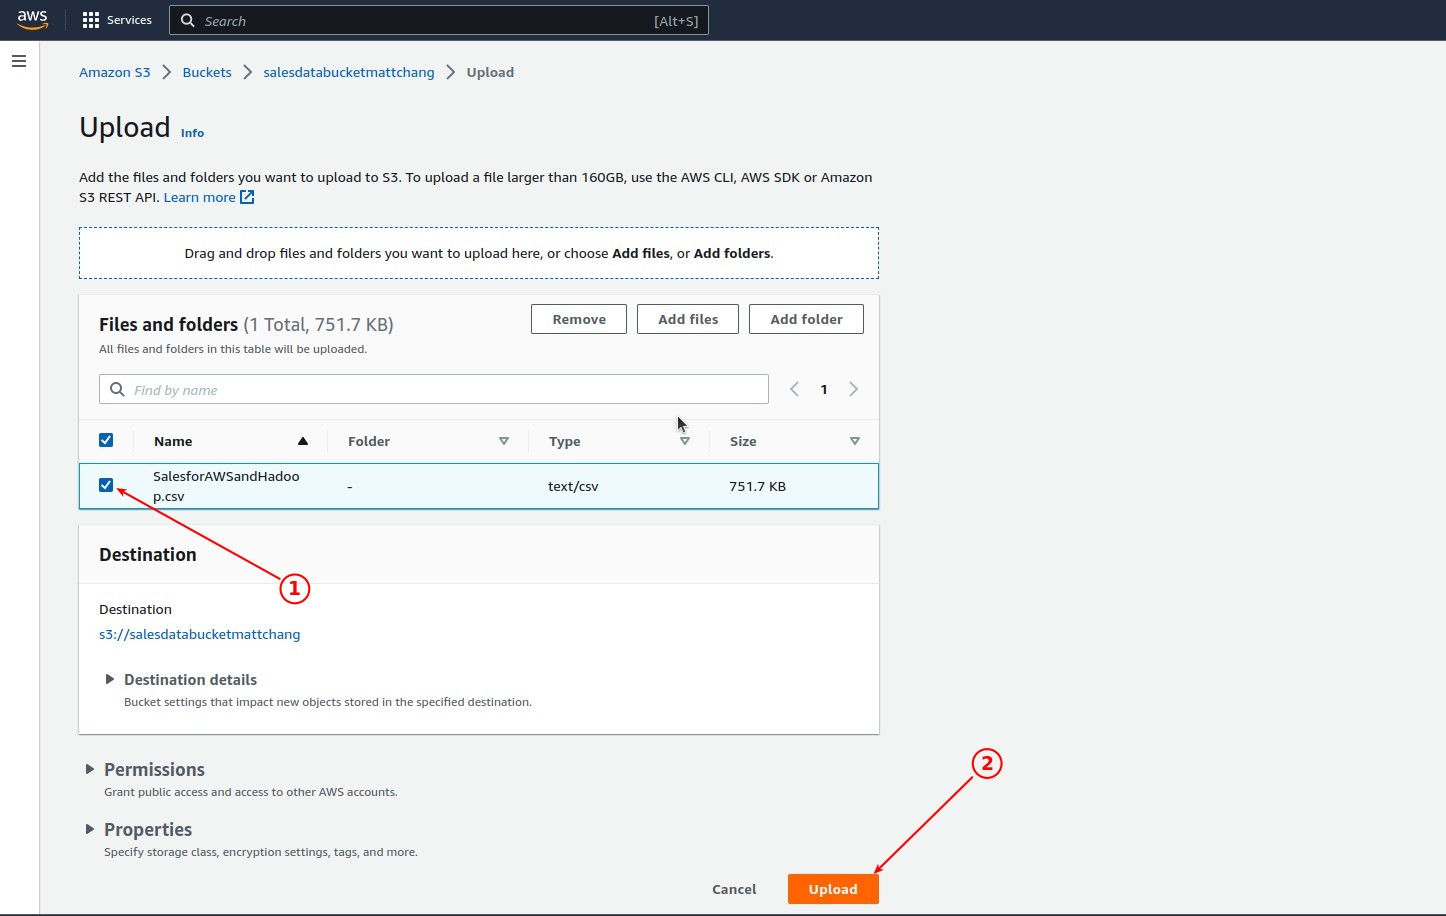 aws
Services
Search [Alt+S]
Amazon S3 Buckets salesdatabucketmattchang Upload
Upload Info
Add the files and folders you want to upload to S3. To upload a file larger than 160GB, use the AWS CLI, AWS SDK or Amazon
S3 REST API. Learn more
Drag and drop files and folders you want to upload here, or choose Add files, or Add folders.
Files and folders (1 Total, 751.7 KB)
Remove Add files Add folder
All files and folders in this table will be uploaded.
Find by name
1
Name Folder Type Size
SalesforAWSandHadoo
p.csv
- text/csv 751.7 KB
Destination
1
Destination
s3://salesdatabucketmattchang
Destination details
Bucket settings that impact new objects stored in the specified destination.
2
Permissions
Grant public access and access to other AWS accounts.
Properties
Specify storage class, encryption settings, tags, and more.
Cancel Upload